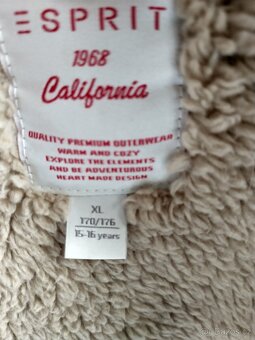 ESPRIT
1968
California
QUALITY PREMIUM OUTERWEAR
WARM AND COZY
EXPLORE THE ELEMENTS
AND BE ADVENTOROUS
HEART MADE DESIGN
XL
170/176
15-16 years